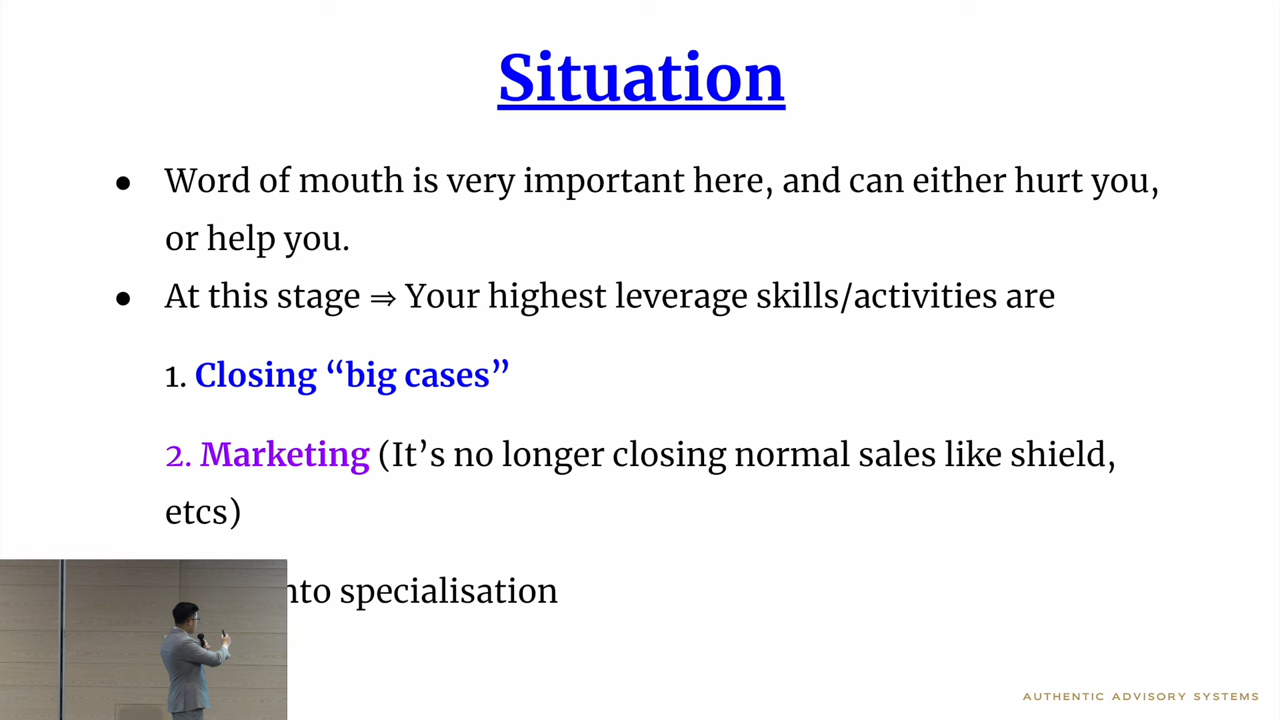 Situation
● Word of mouth is very important here, and can either hurt you,
or help you.
● At this stage ⇒ Your highest leverage skills/activities are
1. Closing “big cases”
2. Marketing (It’s no longer closing normal sales like shield,
etcs)
specialisation
AUTHENTIC ADVISORY SYSTEMS